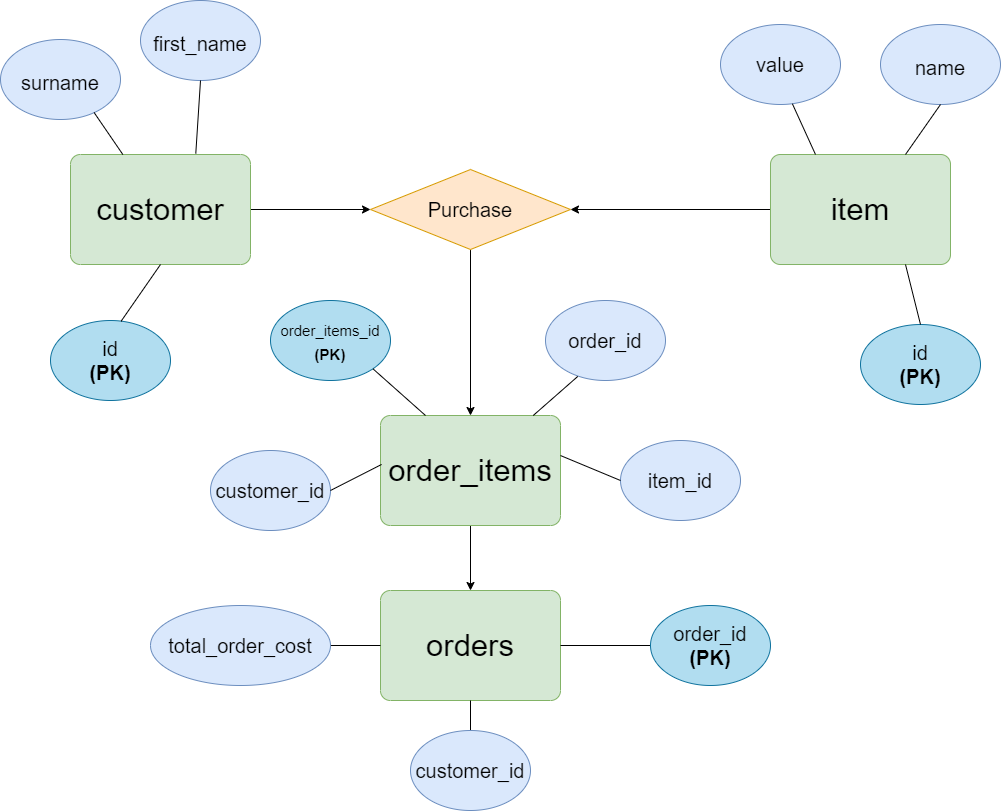 first_name
surname
value
name
customer
Purchase
item
order_items_id
(PK)
order_id
id
(PK)
id
(PK)
order_items
customer_id
item_id
orders
total_order_cost
order_id
(PK)
customer_id